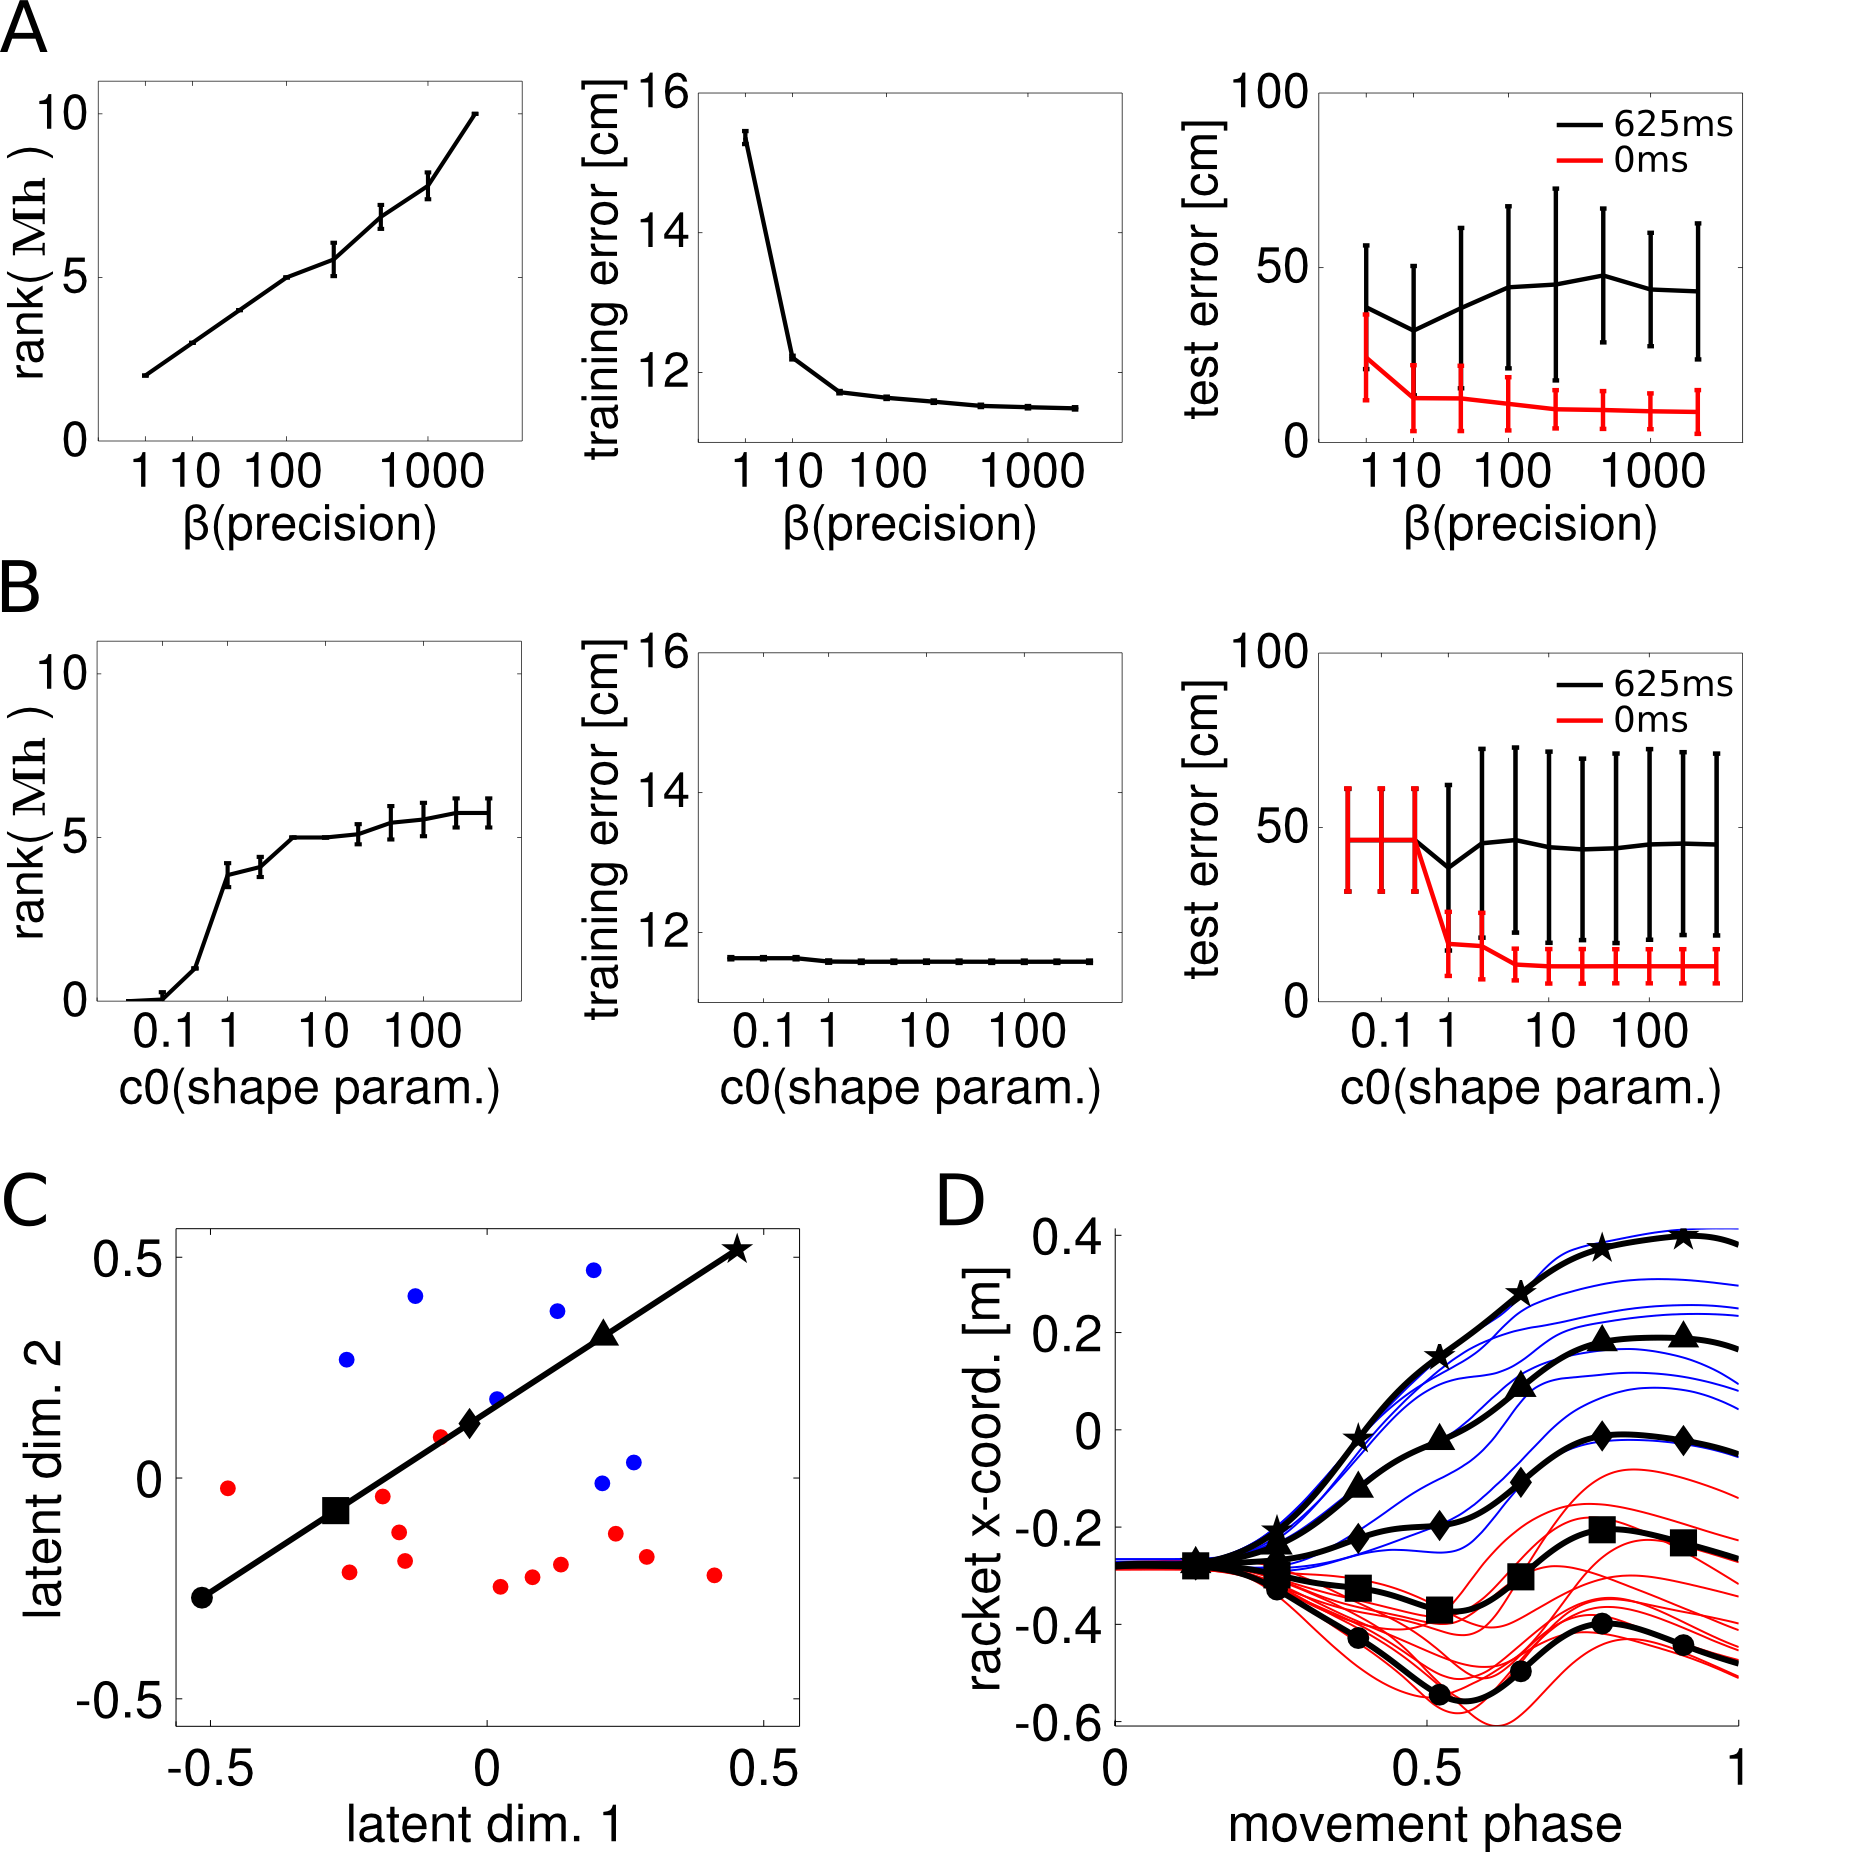 A
rank( Mh )
10
5
0
1 10 100 1000
β(precision)
training error [cm]
16
14
12
1 10 100 1000
β(precision)
test error [cm]
100
50
0
625ms
0ms
1 10 100 1000
β(precision)
B
rank( Mh )
10
5
0
0.1 1 10 100
c0(shape param.)
training error [cm]
16
14
12
0.1 1 10 100
c0(shape param.)
test error [cm]
100
50
0
625ms
0ms
0.1 1 10 100
c0(shape param.)
C
latent dim. 2
0.5
0
-0.5
-0.5 0 0.5
latent dim. 1
D
racket x-coord. [m]
0.4
0.2
0
-0.2
-0.4
-0.6
0 0.5 1
movement phase